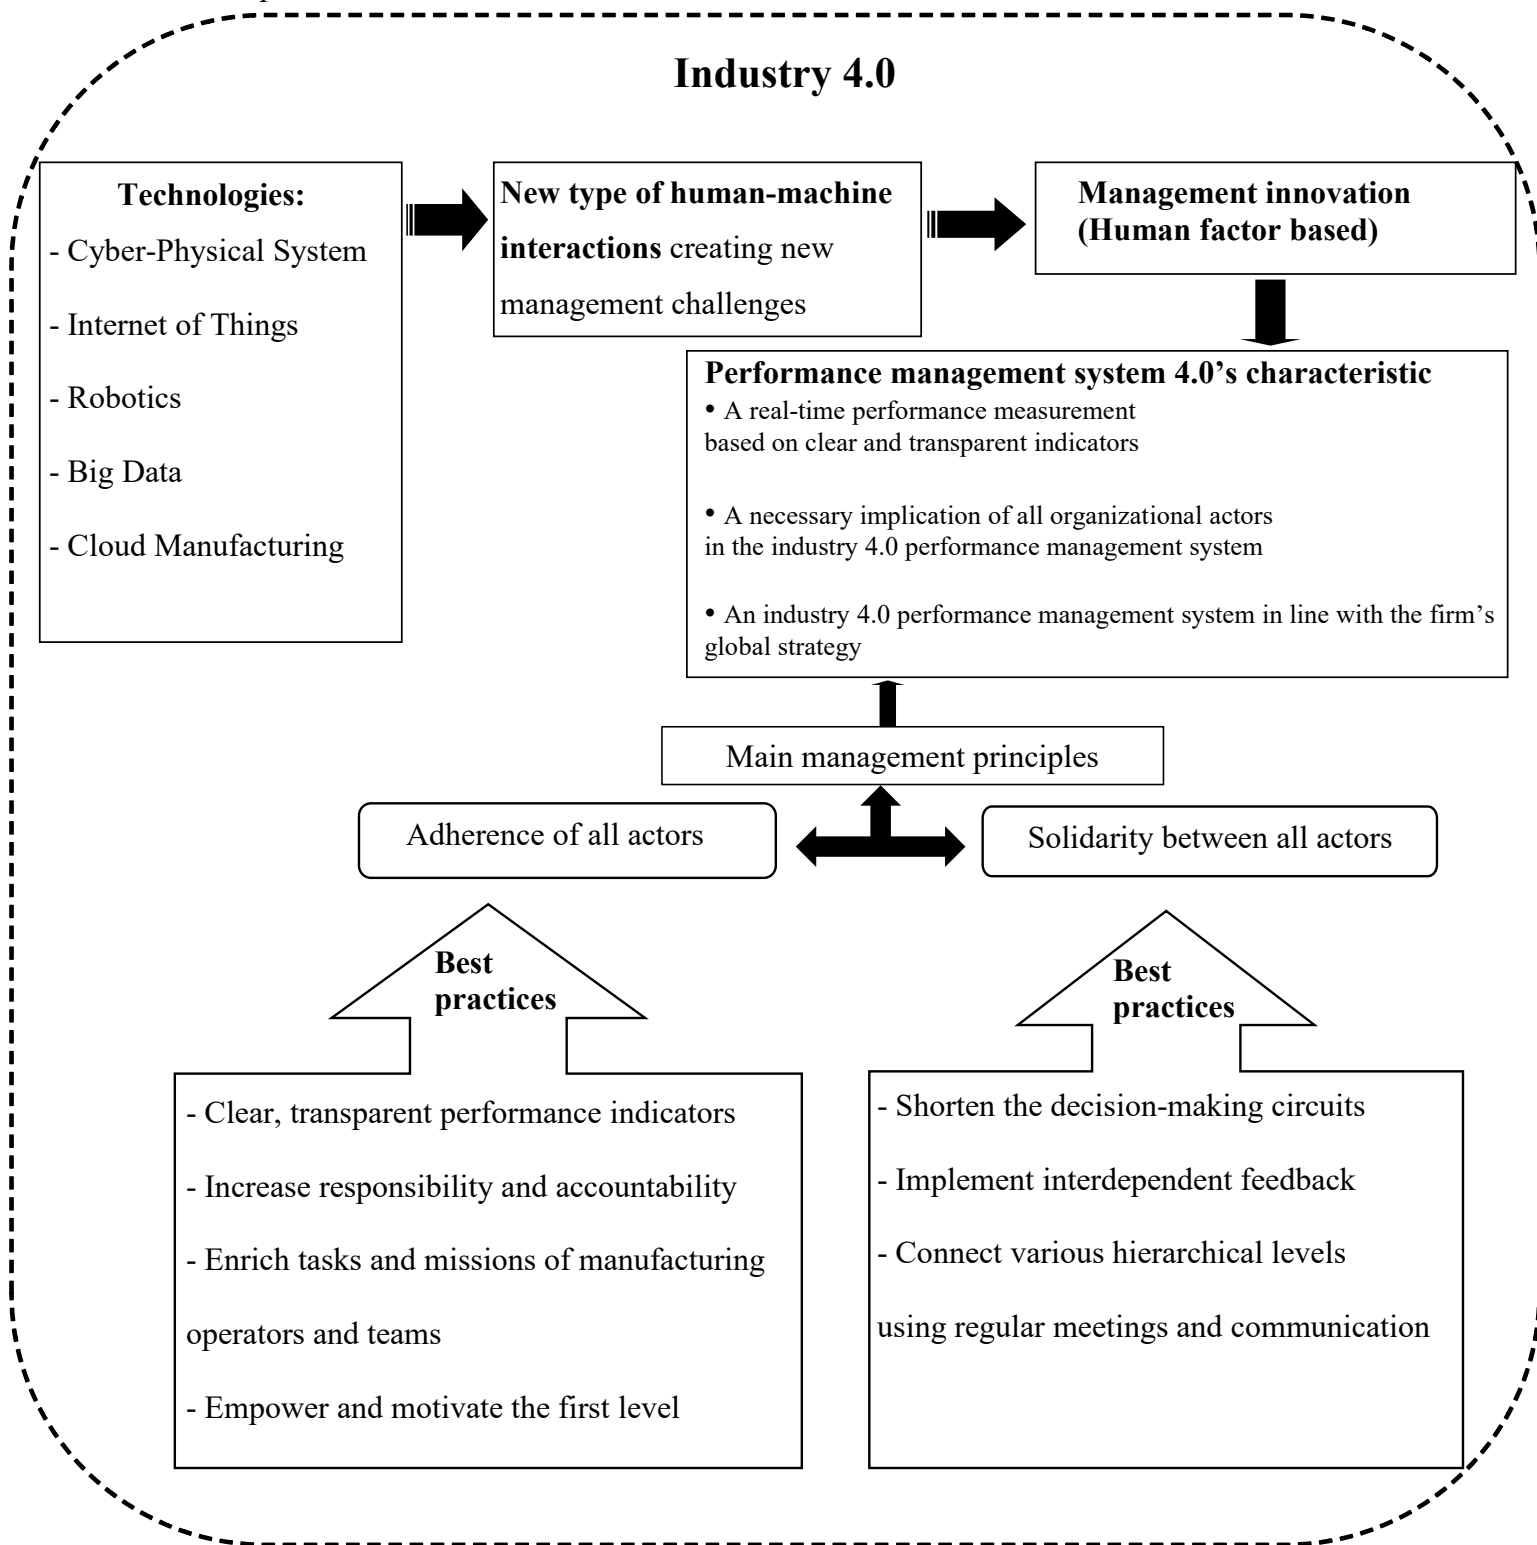 Industry 4.0
Technologies:
- Cyber-Physical System
- Internet of Things
- Robotics
- Big Data
- Cloud Manufacturing
New type of human-machine
interactions creating new
management challenges
Management innovation
(Human factor based)
Performance management system 4.0’s characteristic
• A real-time performance measurement
based on clear and transparent indicators
• A necessary implication of all organizational actors
in the industry 4.0 performance management system
• An industry 4.0 performance management system in line with the firm’s
global strategy
Main management principles
Adherence of all actors
Solidarity between all actors
Best
practices
- Clear, transparent performance indicators
- Increase responsibility and accountability
- Enrich tasks and missions of manufacturing
operators and teams
- Empower and motivate the first level
Best
practices
- Shorten the decision-making circuits
- Implement interdependent feedback
- Connect various hierarchical levels
using regular meetings and communication